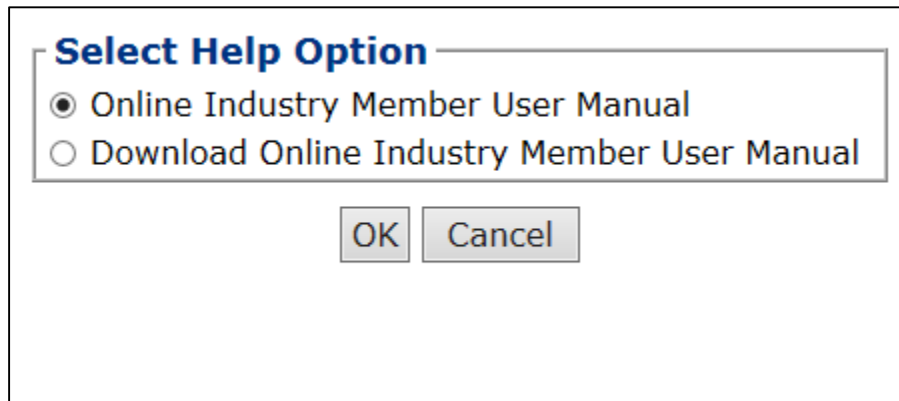 Select Help Option
Online Industry Member User Manual
Download Online Industry Member User Manual
OK Cancel